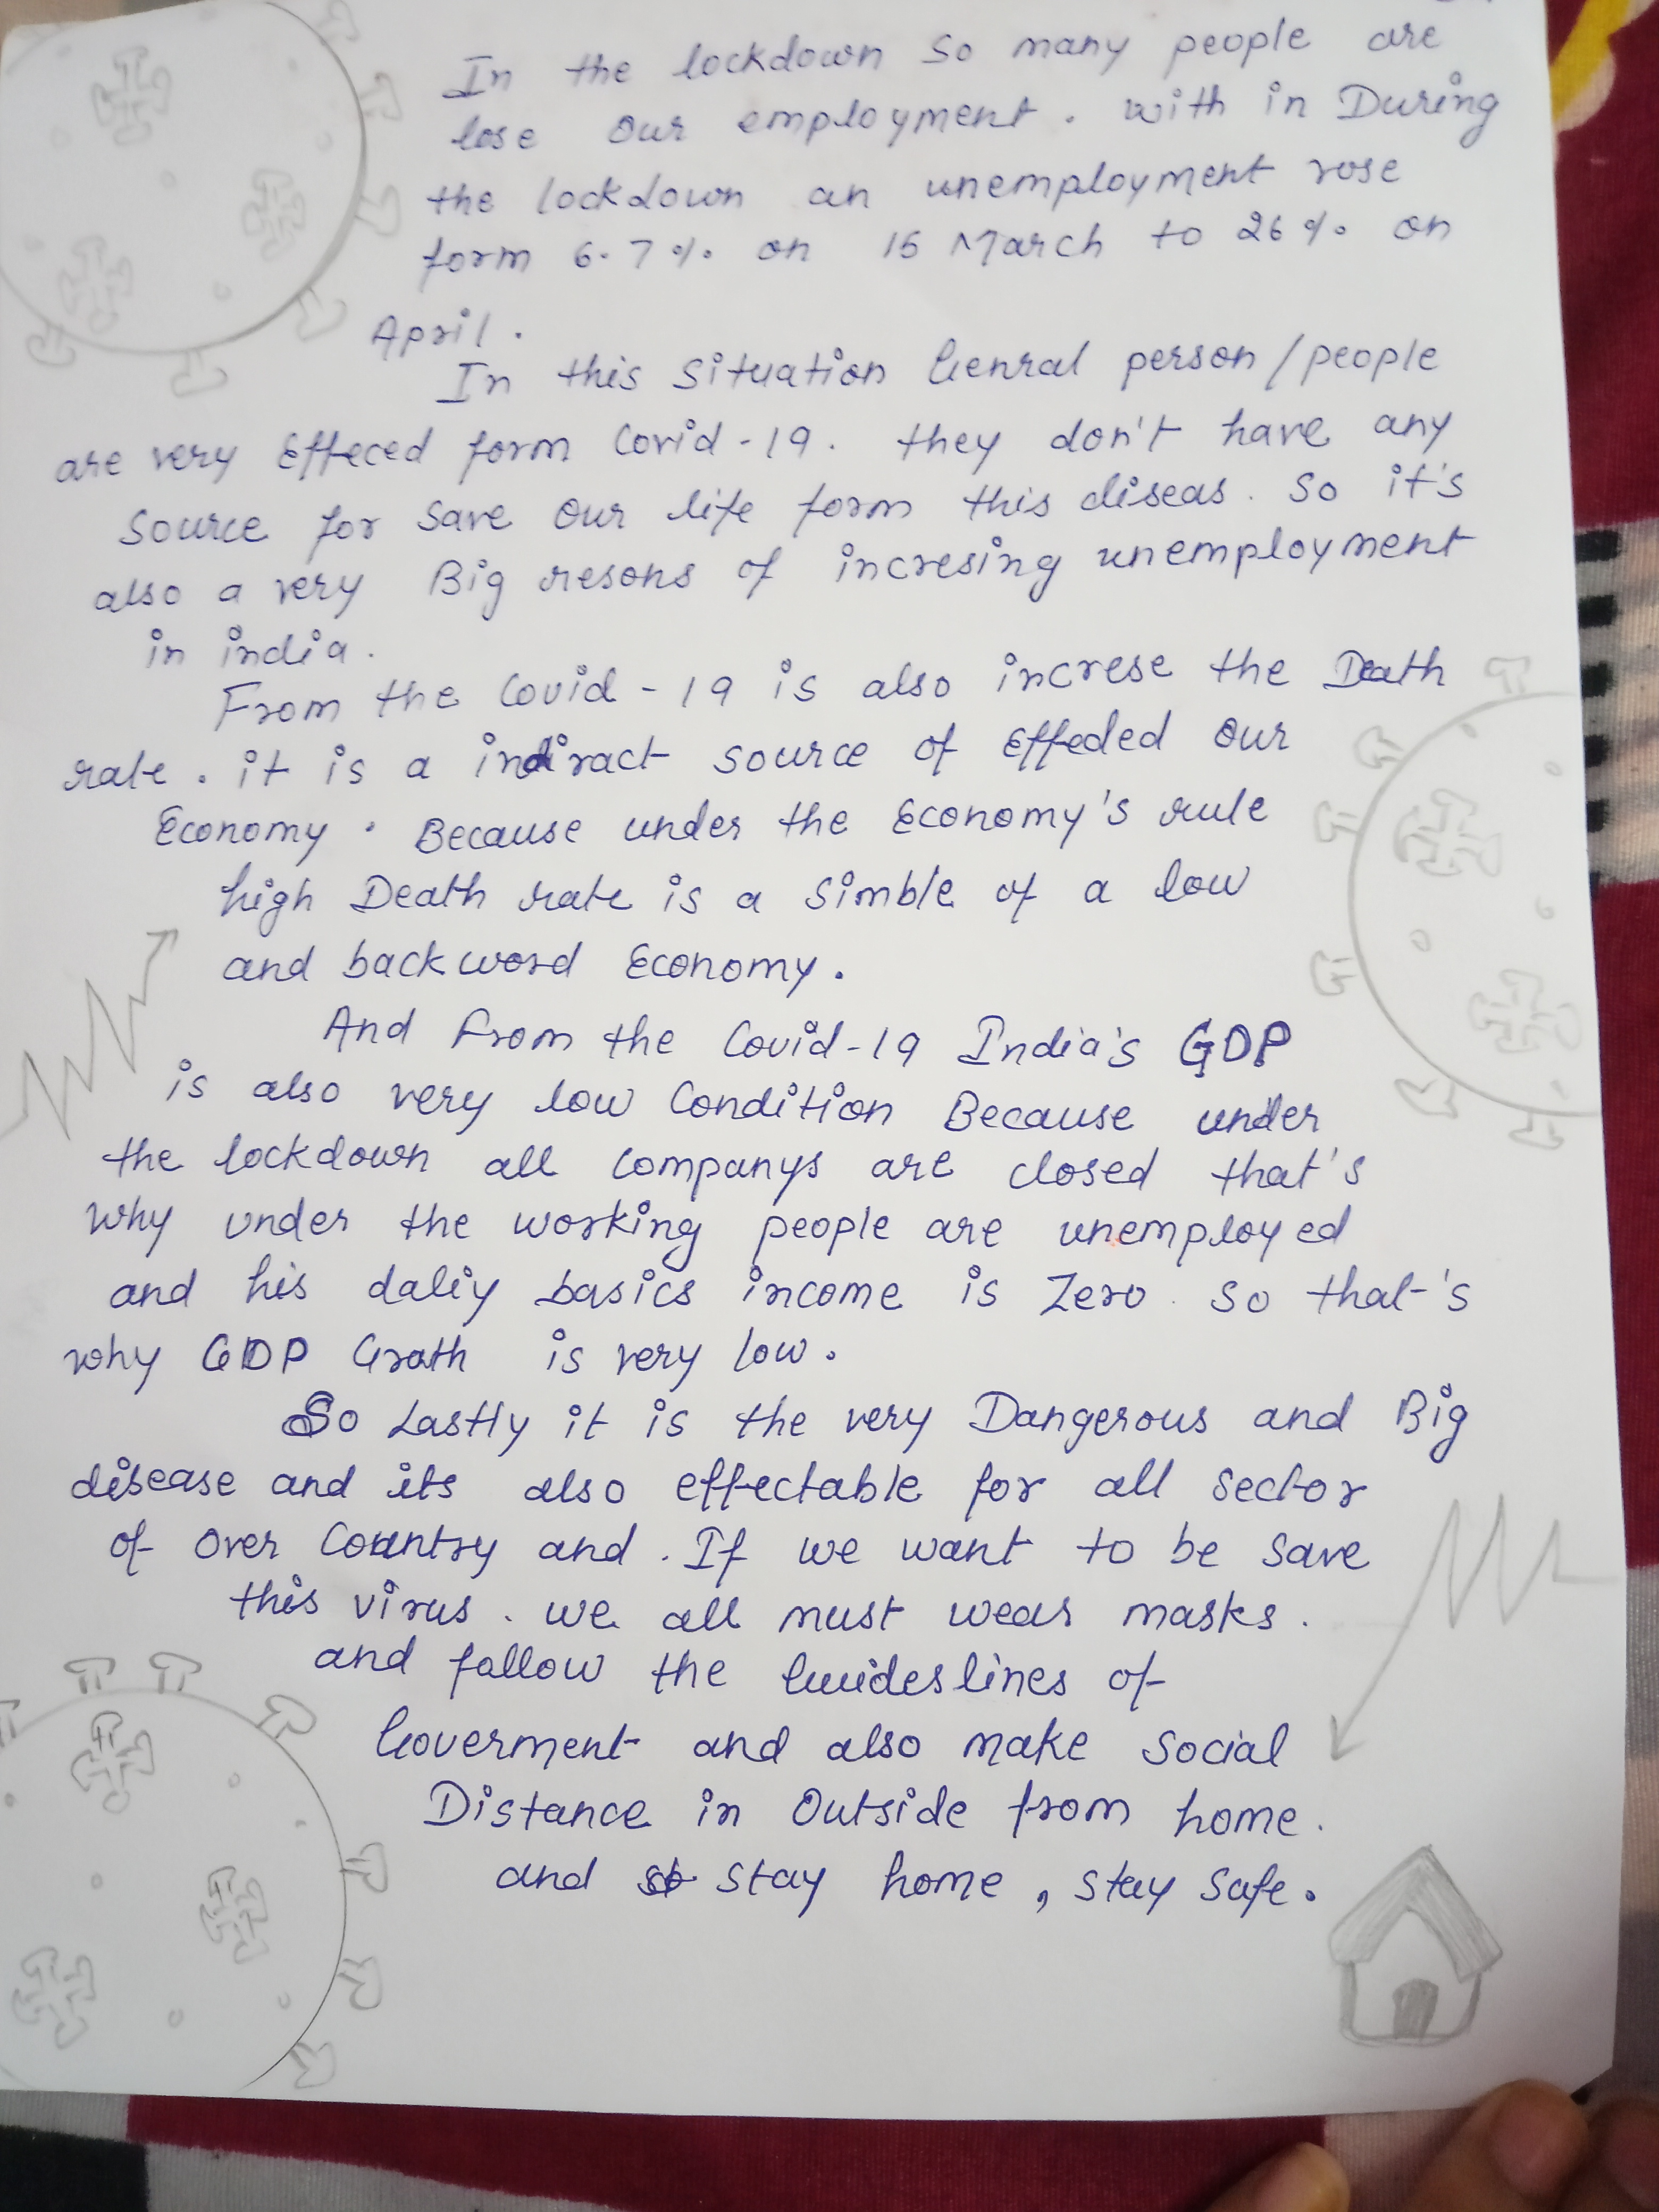 In the lockdown so many people are
lose our employment. with in During
the lockdown an unemployment rose
form 6.7% on 15 March to 26% on
April.
In this situation Genral person/people
are very Effeced form Covid-19. they don't have any
source for save our life form this diseas. So it's
also a very Big resons of incresing unemployment
in india.
From the Covid-19 is also increse the Death
rate. it is a indiract source of Effeded our
Economy. Because under the Economy's rule
high Death rate is a Simble of a low
and backword Economy.
And From the Covid-19 India's GDP
is also very low Condition Because under
the lockdown all Companys are closed that's
why under the working people are unemployed
and his daliy basics income is Zero. so that's
why GDP Grath is very low.
So Lastly it is the very Dangerous and Big
disease and its also effectable for all sector
of over Country and. If we want to be save
this virus. we all must wear masks.
and follow the Guideslines of
Goverment and also make Social
Distance in Outside from home.
and stay home, stay safe.